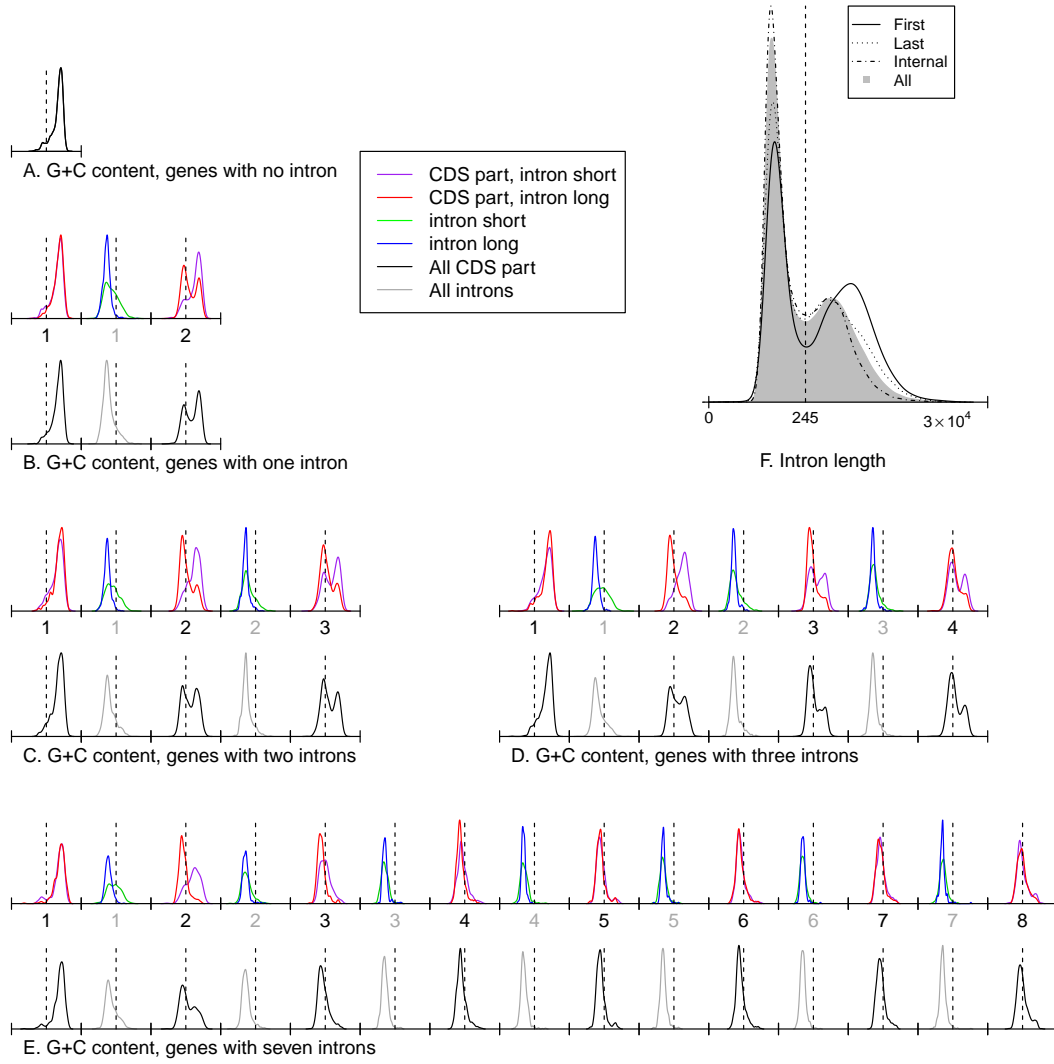 First
Last
Internal
All
A. G+C content, genes with no intron
CDS part, intron short
CDS part, intron long
intron short
intron long
All CDS part
All introns
1 1 2
B. G+C content, genes with one intron
0 245 3×10⁴
F. Intron length
1 1 2 2 3
C. G+C content, genes with two introns
1 1 2 2 3 3 4
D. G+C content, genes with three introns
1 1 2 2 3 3 4 4 5 5 6 6 7 7 8
E. G+C content, genes with seven introns